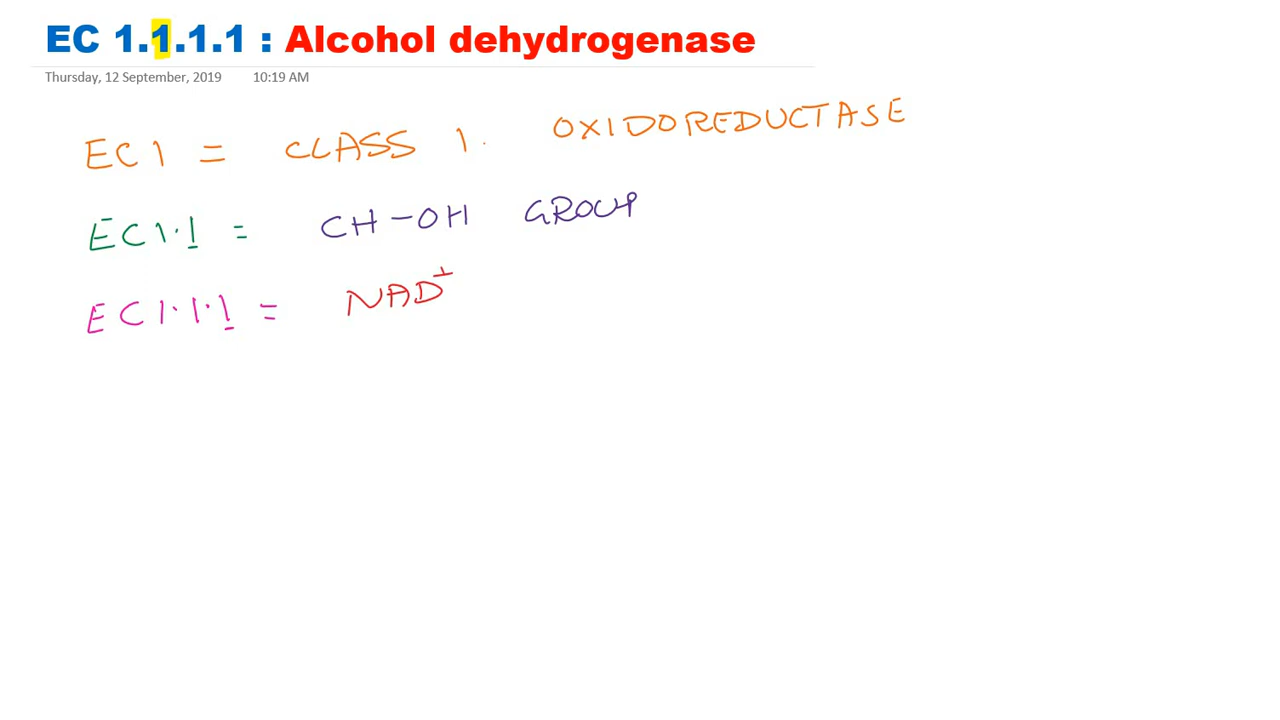 EC 1.1.1.1 : Alcohol dehydrogenase
Thursday, 12 September, 2019 10:19 AM
EC 1 = CLASS 1. OXIDOREDUCTASE
EC 1.1 = CH-OH GROUP
EC 1.1.1 = NAD+